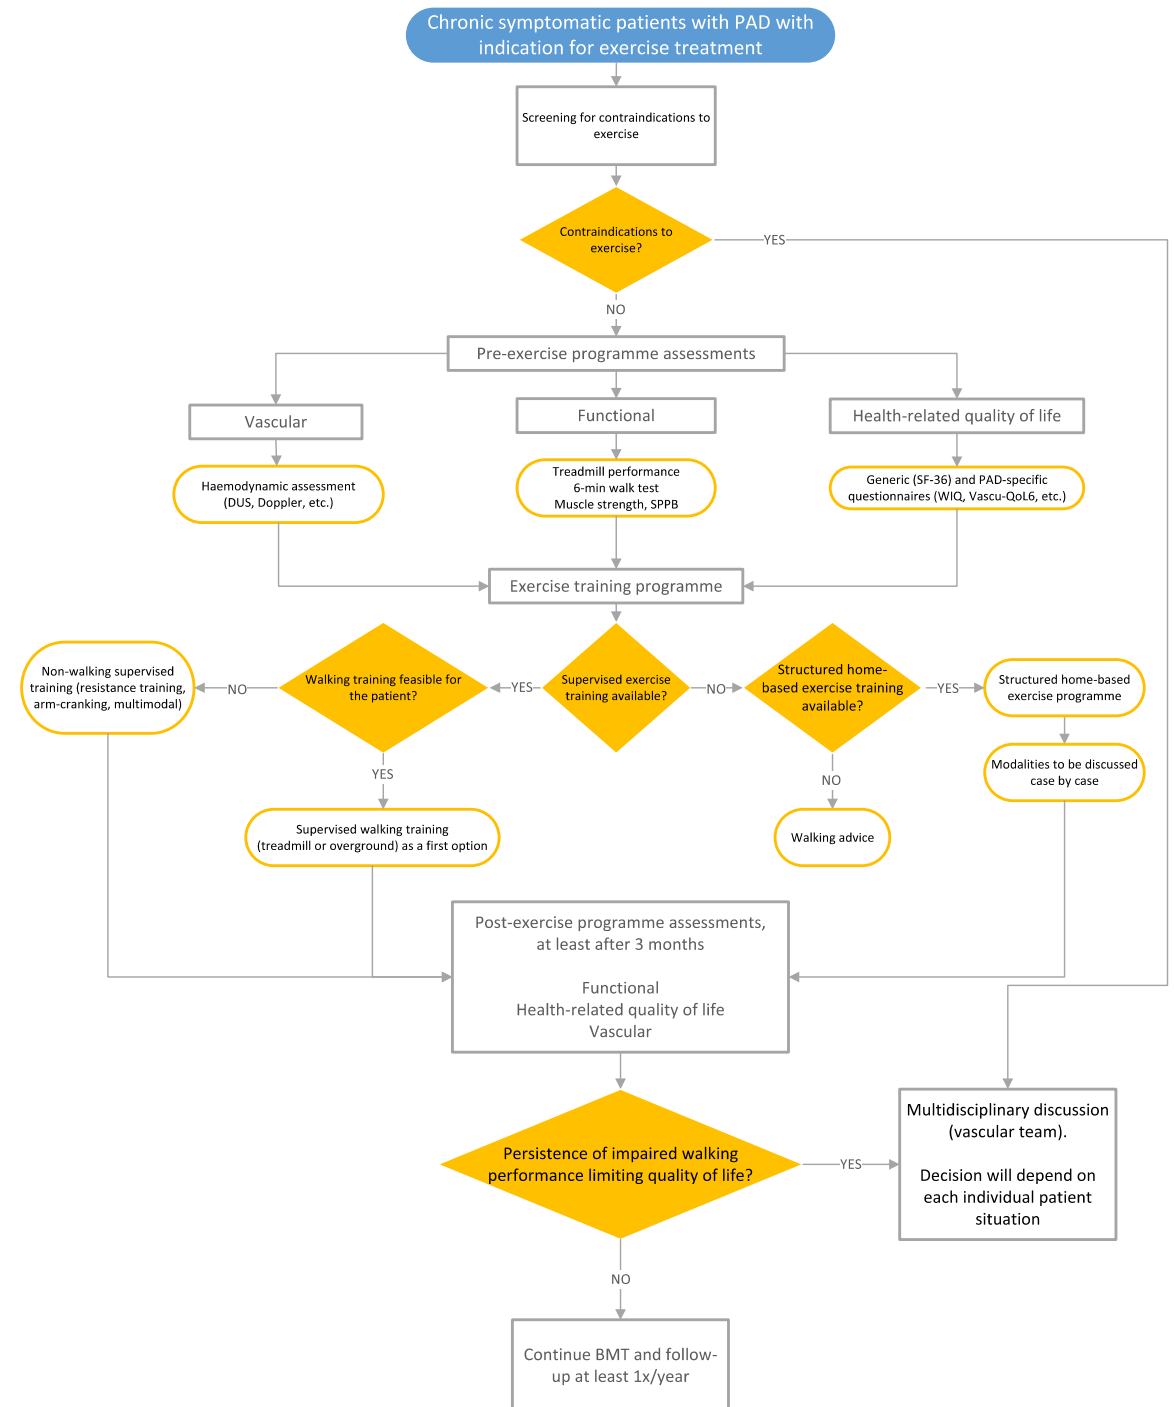 Chronic symptomatic patients with PAD with
indication for exercise treatment
Screening for contraindications to
exercise
Contraindications to
exercise?
YES
NO
Pre-exercise programme assessments
Vascular
Functional
Health-related quality of life
Haemodynamic assessment
(DUS, Doppler, etc.)
Treadmill performance
6-min walk test
Muscle strength, SPPB
Generic (SF-36) and PAD-specific
questionnaires (WIQ, Vascu-QoL6, etc.)
Exercise training programme
Non-walking supervised
training (resistance training,
arm-cranking, multimodal)
NO
Walking training feasible for
the patient?
YES
Supervised exercise
training available?
NO
Structured home-
based exercise training
available?
YES
Structured home-based
exercise programme
YES
NO
Modalities to be discussed
case by case
Supervised walking training
(treadmill or overground) as a first option
Walking advice
Post-exercise programme assessments,
at least after 3 months
Functional
Health-related quality of life
Vascular
Persistence of impaired walking
performance limiting quality of life?
YES
Multidisciplinary discussion
(vascular team).
Decision will depend on
each individual patient
situation
NO
Continue BMT and follow-
up at least 1x/year